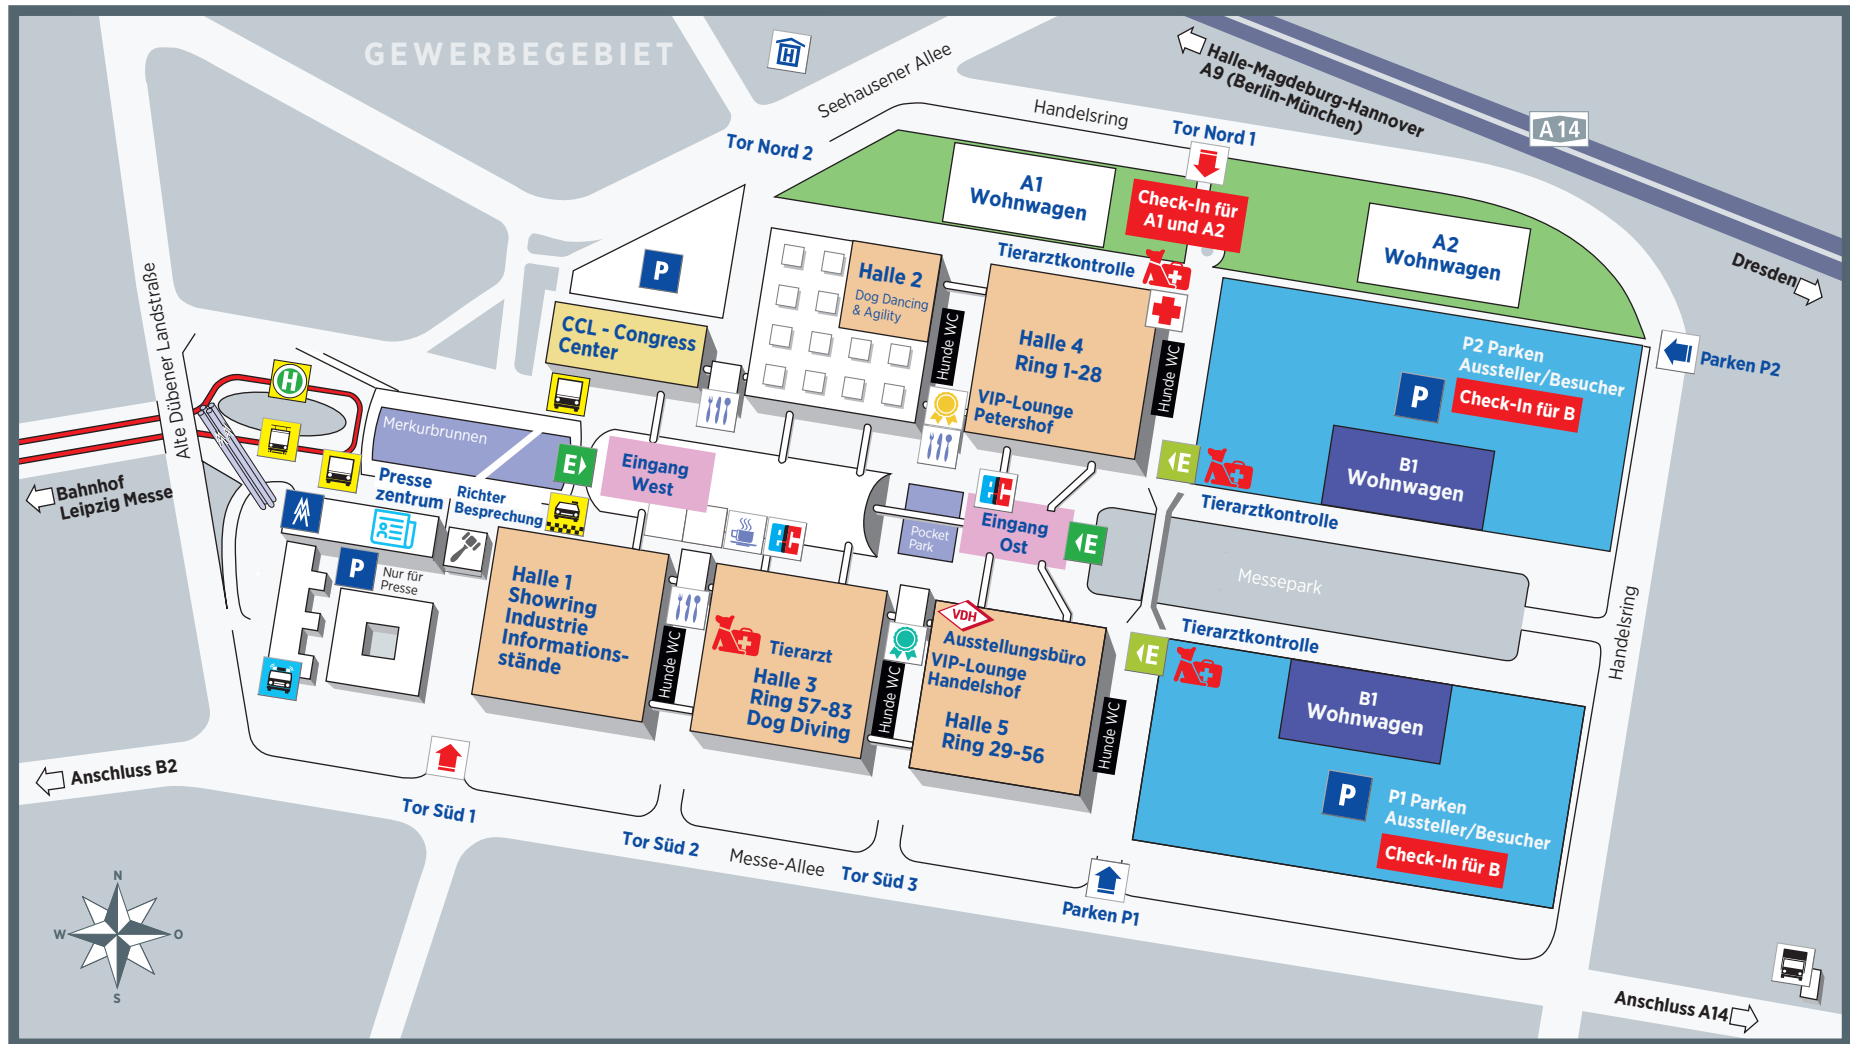 GEWERBEGEBIET
H
Seehausener Allee
Handelsring
Tor Nord 1
Tor Nord 2
Halle-Magdeburg-Hannover
A9 (Berlin-München)
A 14
Dresden
A1
Wohnwagen
Check-In für
A1 und A2
A2
Wohnwagen
Tierarztkontrolle
P
Halle 2
Dog Dancing
& Agility
CCL - Congress
Center
Hunde WC
Halle 4
Ring 1-28
VIP-Lounge
Petershof
Hunde WC
P2 Parken
Aussteller/Besucher
P
Check-In für B
Parken P2
B1
Wohnwagen
Alte Dübener Landstraße
H
Merkurbrunnen
E
Eingang
West
Presse
zentrum
Richter
Besprechung
Bahnhof
Leipzig Messe
EC
E
Tierarztkontrolle
Pocket
Park
Eingang
Ost
E
EC
Messepark
P
Nur für
Presse
Halle 1
Showring
Industrie
Informations-
stände
Hunde WC
Tierarzt
Halle 3
Ring 57-83
Dog Diving
Hunde WC
VDH
Ausstellungsbüro
VIP-Lounge
Handelshof
Halle 5
Ring 29-56
Hunde WC
E
Tierarztkontrolle
Handelsring
B1
Wohnwagen
P
P1 Parken
Aussteller/Besucher
Check-In für B
Anschluss B2
Tor Süd 1
Tor Süd 2
Messe-Allee
Tor Süd 3
Parken P1
N
W
O
S
Anschluss A14